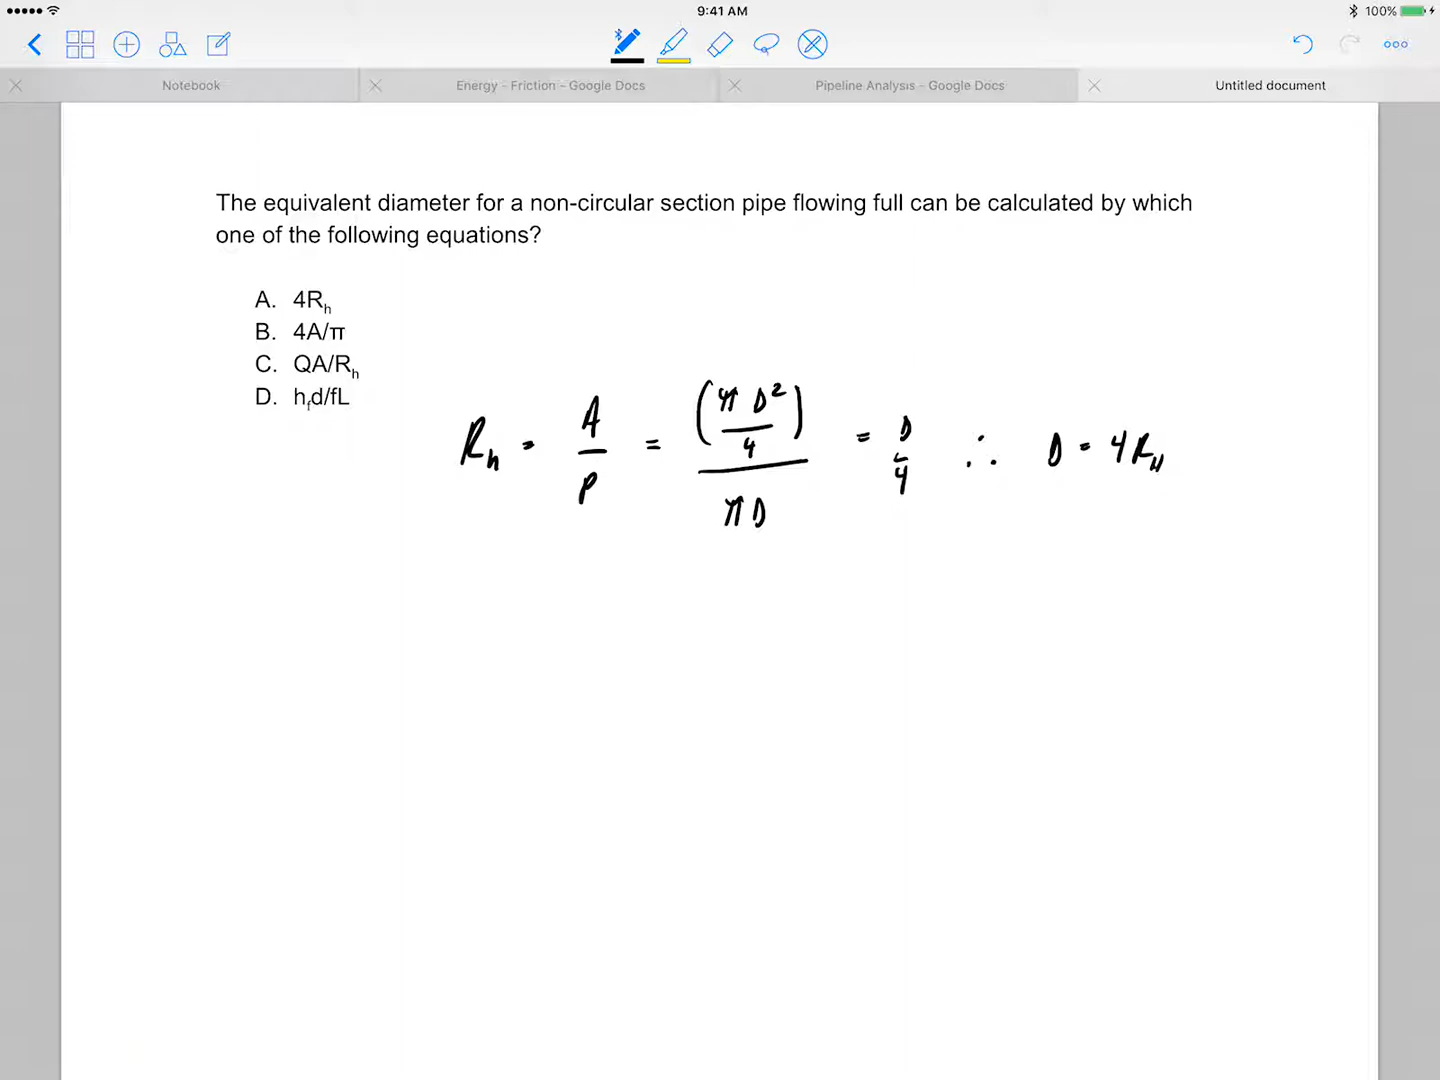 9:41 AM
100%
Notebook
Energy - Friction - Google Docs
Pipeline Analysis - Google Docs
Untitled document
The equivalent diameter for a non-circular section pipe flowing full can be calculated by which
one of the following equations?
A. 4Rₕ
B. 4A/π
C. QA/Rₕ
D. h_fd/fL
Rₕ = A/P = (πD²/4)/πD = D/4 ∴ D = 4R_H